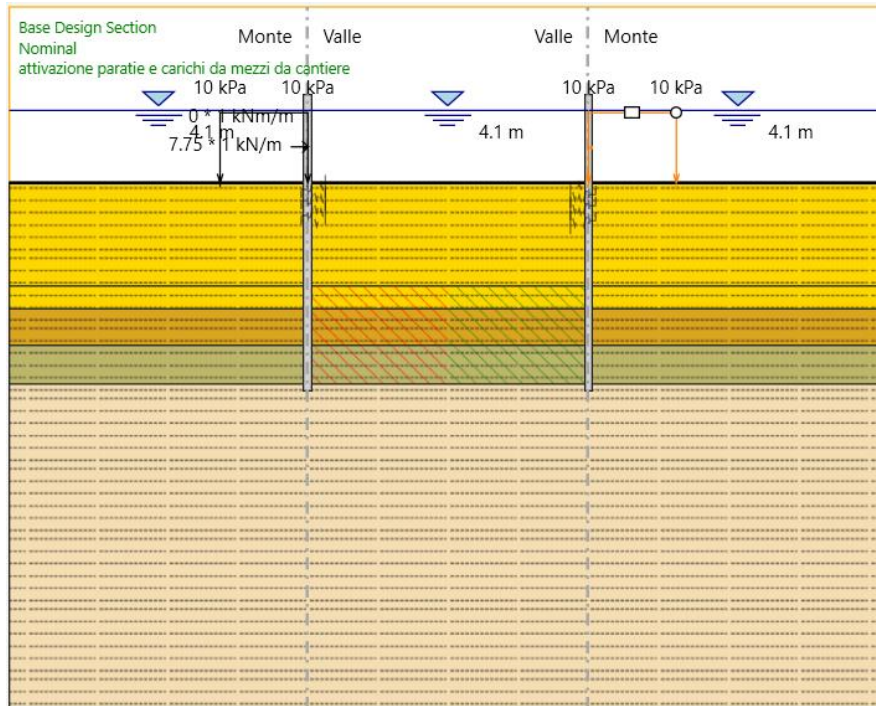 Base Design Section
Nominal
attivazione paratie e carichi da mezzi da cantiere
Monte Valle
Valle Monte
10 kPa 10 kPa
10 kPa 10 kPa
0 * 1 kNm/m
4.1 m
7.75 * 1 kN/m
4.1 m
4.1 m